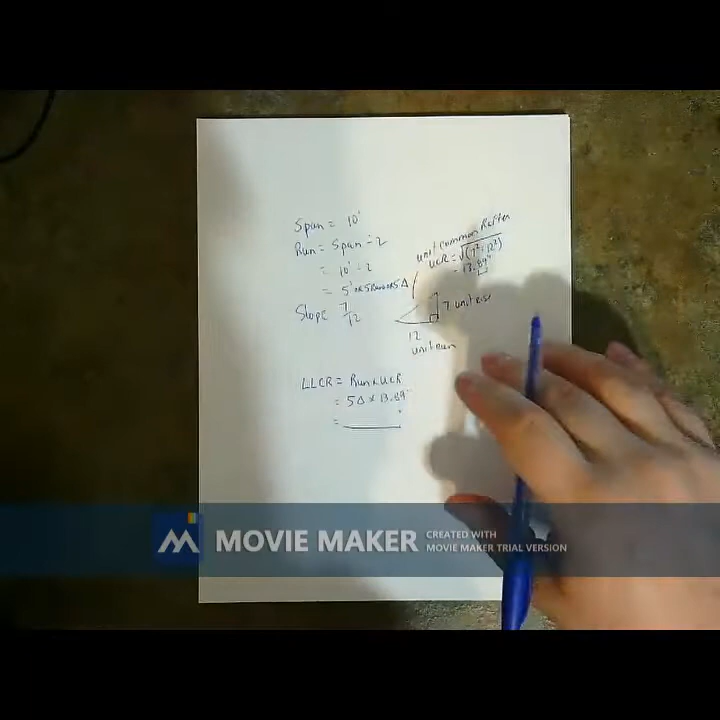 Span = 10'
Run = Span ÷ 2
= 10' ÷ 2
= 5' or 5
Slope 7/12
unit Common Rafter
UCR = √(7² + 12²)
= 13.89"
7 unit rise
12
unit run
LLCR = Run x UCR
= 5Δ x 13.89"
=
MOVIE MAKER
CREATED WITH
MOVIE MAKER TRIAL VERSION